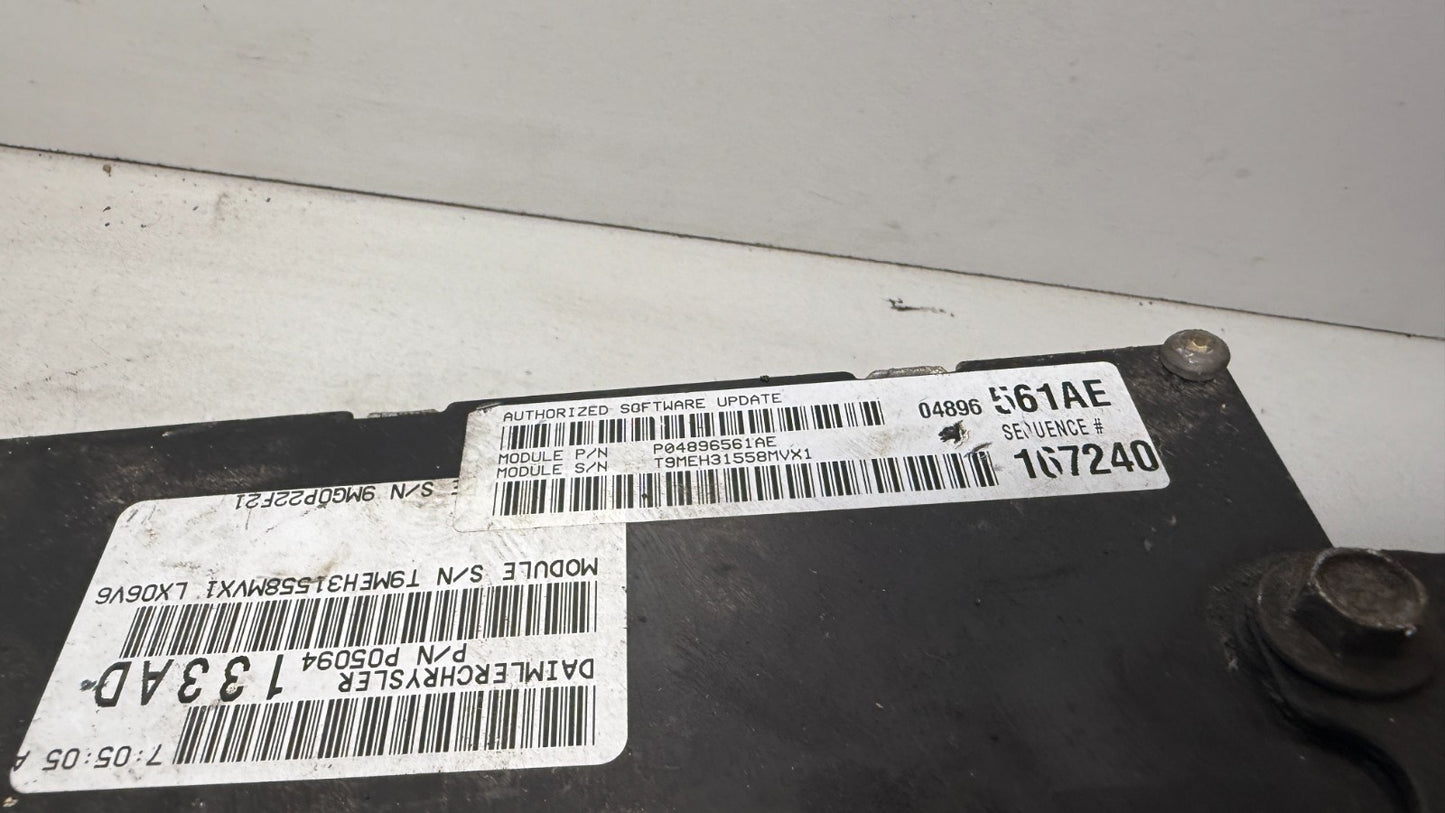 AUTHORIZED SOFTWARE UPDATE
04896 561AE
MODULE P/N P04896561AE
SEQUENCE #
MODULE S/N T9MEH31558MVX1
167240
7:05:05 A
DAIMLERCHRYSLER
P/N P05094 133AD
MODULE S/N T9MEH31558MVX1 LX06V6
S/N 9MG0P22F21